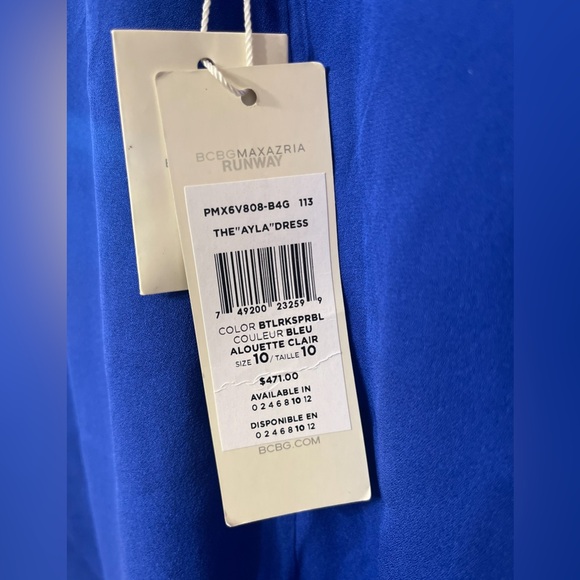 BCBGMAXAZRIA
RUNWAY
PMX6V808-B4G 113
THE"AYLA"DRESS
7 49200 23259 9
COLOR BTLRKSPRBL
COULEUR BLEU
ALOUETTE CLAIR
SIZE 10 / TAILLE 10
$471.00
AVAILABLE IN
0 2 4 6 8 10 12
DISPONIBLE EN
0 2 4 6 8 10 12
BCBG.COM